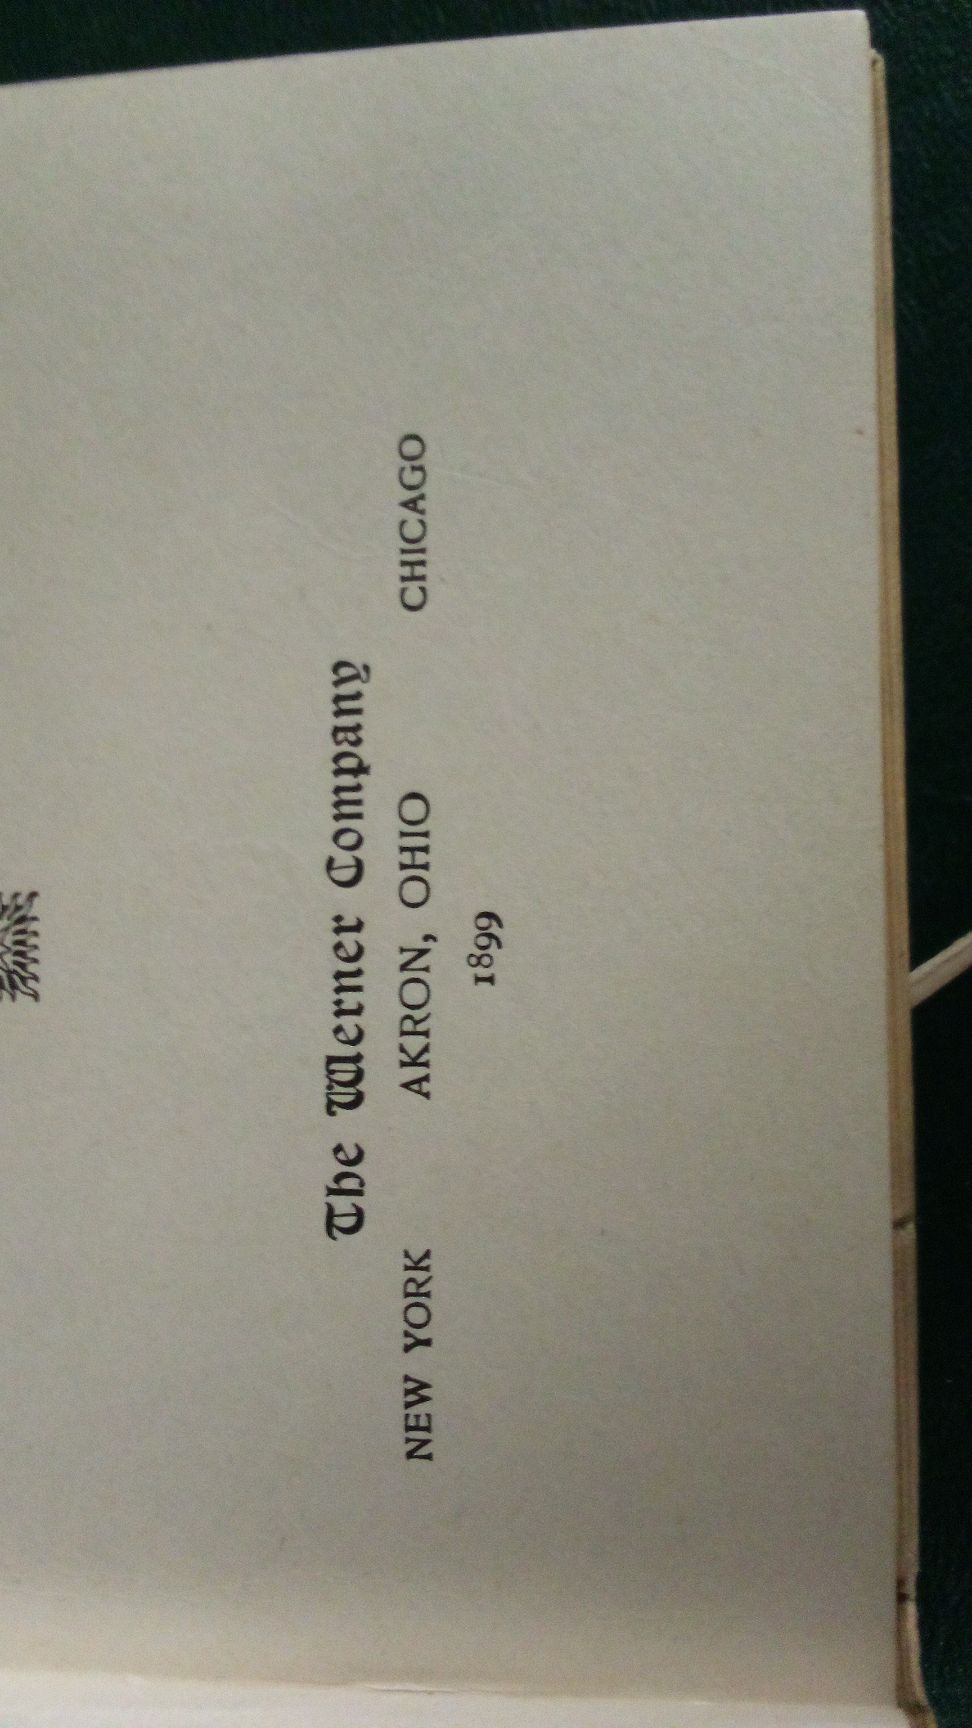 The Werner Company
NEW YORK AKRON, OHIO CHICAGO
1899